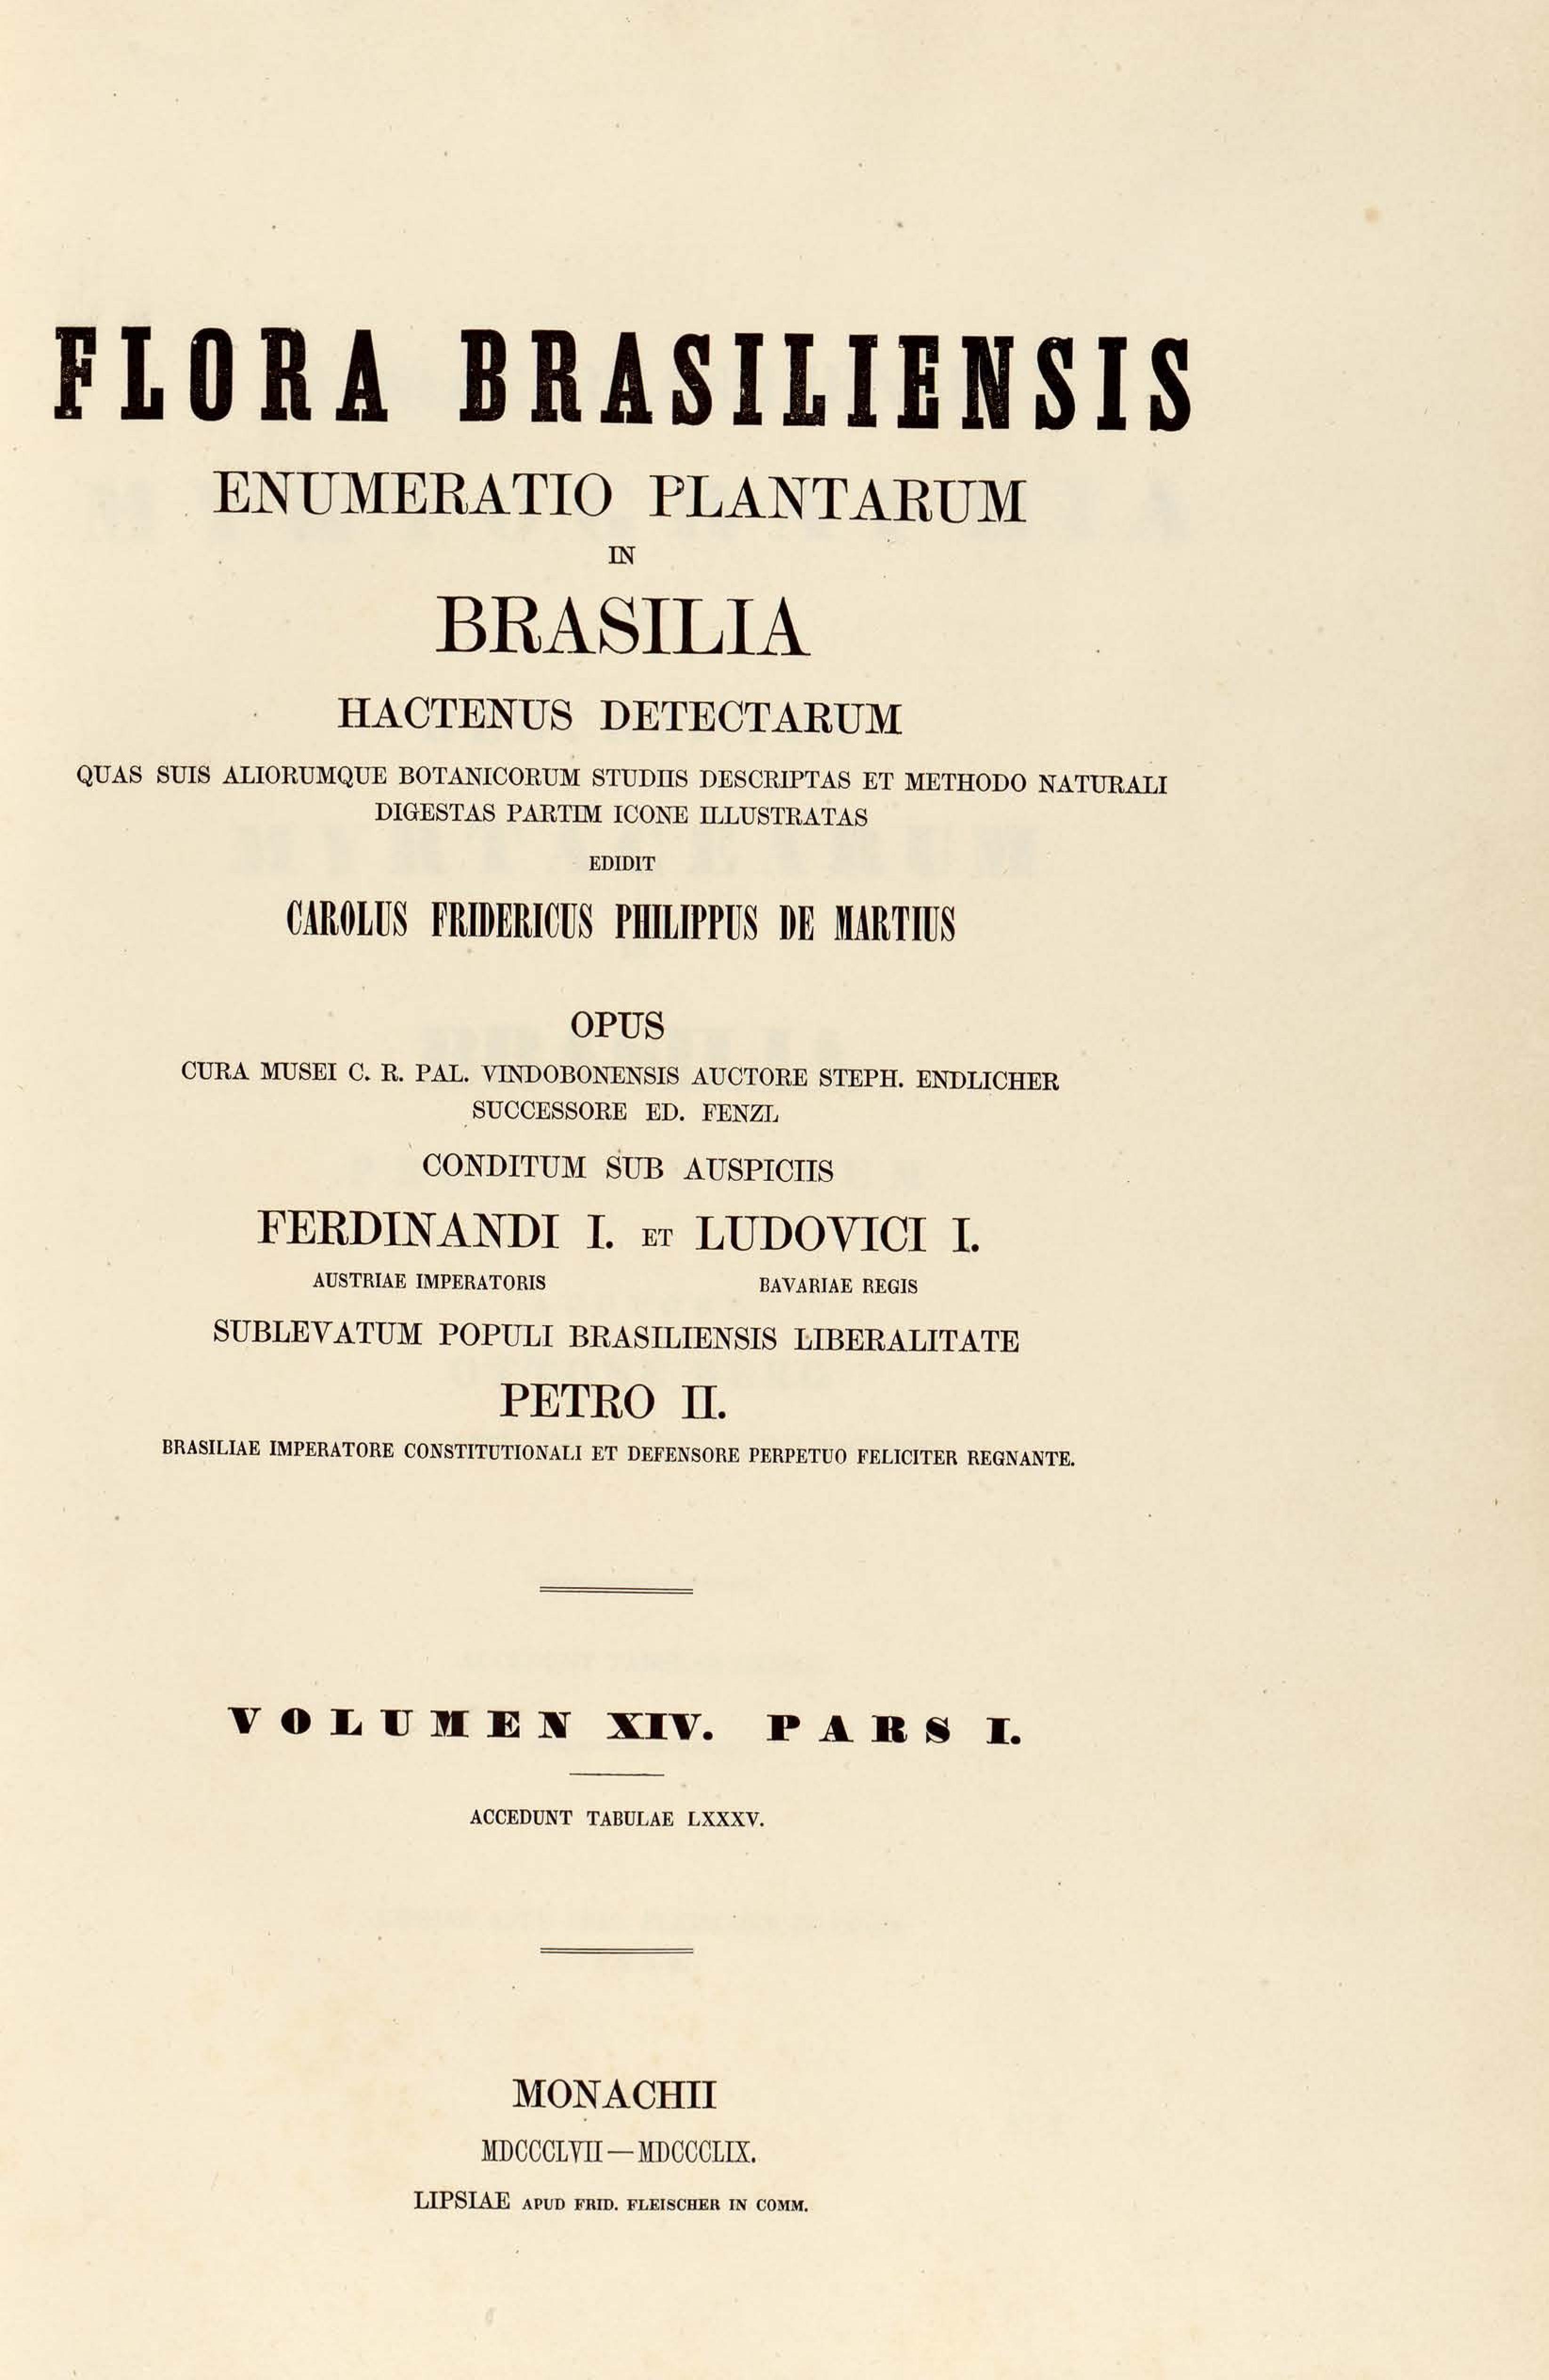 FLORA BRASILIENSIS
ENUMERATIO PLANTARUM
IN
BRASILIA
HACTENUS DETECTARUM
QUAS SUIS ALIORUMQUE BOTANICORUM STUDIIS DESCRIPTAS ET METHODO NATURALI
DIGESTAS PARTIM ICONE ILLUSTRATAS
EDIDIT
CAROLUS FRIDERICUS PHILIPPUS DE MARTIUS
OPUS
CURA MUSEI C. R. PAL. VINDOBONENSIS AUCTORE STEPH. ENDLICHER
SUCCESSORE ED. FENZL
CONDITUM SUB AUSPICIIS
FERDINANDI I. ET LUDOVICI I.
AUSTRIAE IMPERATORIS BAVARIAE REGIS
SUBLEVATUM POPULI BRASILIENSIS LIBERALITATE
PETRO II.
BRASILIAE IMPERATORE CONSTITUTIONALI ET DEFENSORE PERPETUO FELICITER REGNANTE.
VOLUMEN XIV. PARS I.
ACCEDUNT TABULAE LXXXV.
MONACHII
MDCCCLVII—MDCCCLIX.
LIPSIAE APUD FRID. FLEISCHER IN COMM.